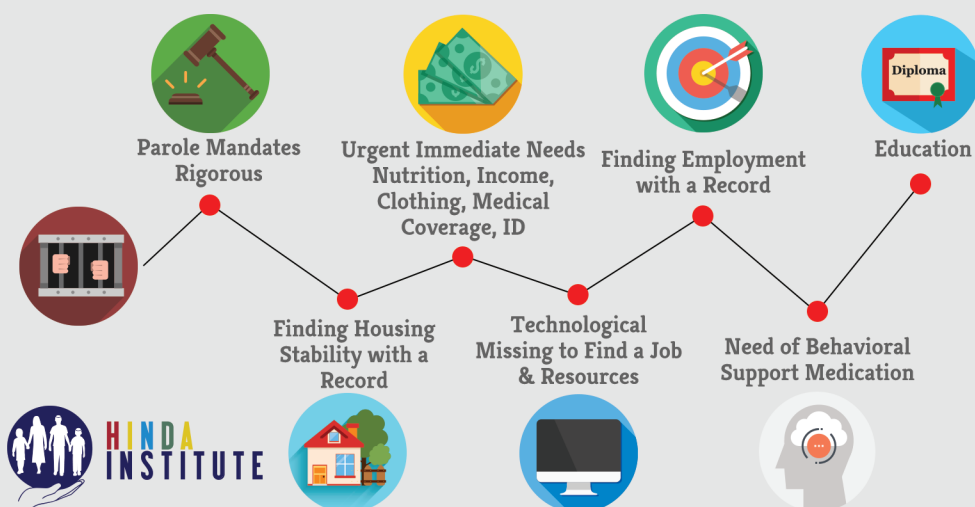 Parole Mandates
Rigorous
Urgent Immediate Needs
Nutrition, Income,
Clothing, Medical
Coverage, ID
Finding Employment
with a Record
Diploma
Education
Finding Housing
Stability with a
Record
Technological
Missing to Find a Job
& Resources
Need of Behavioral
Support Medication
HINDA
INSTITUTE